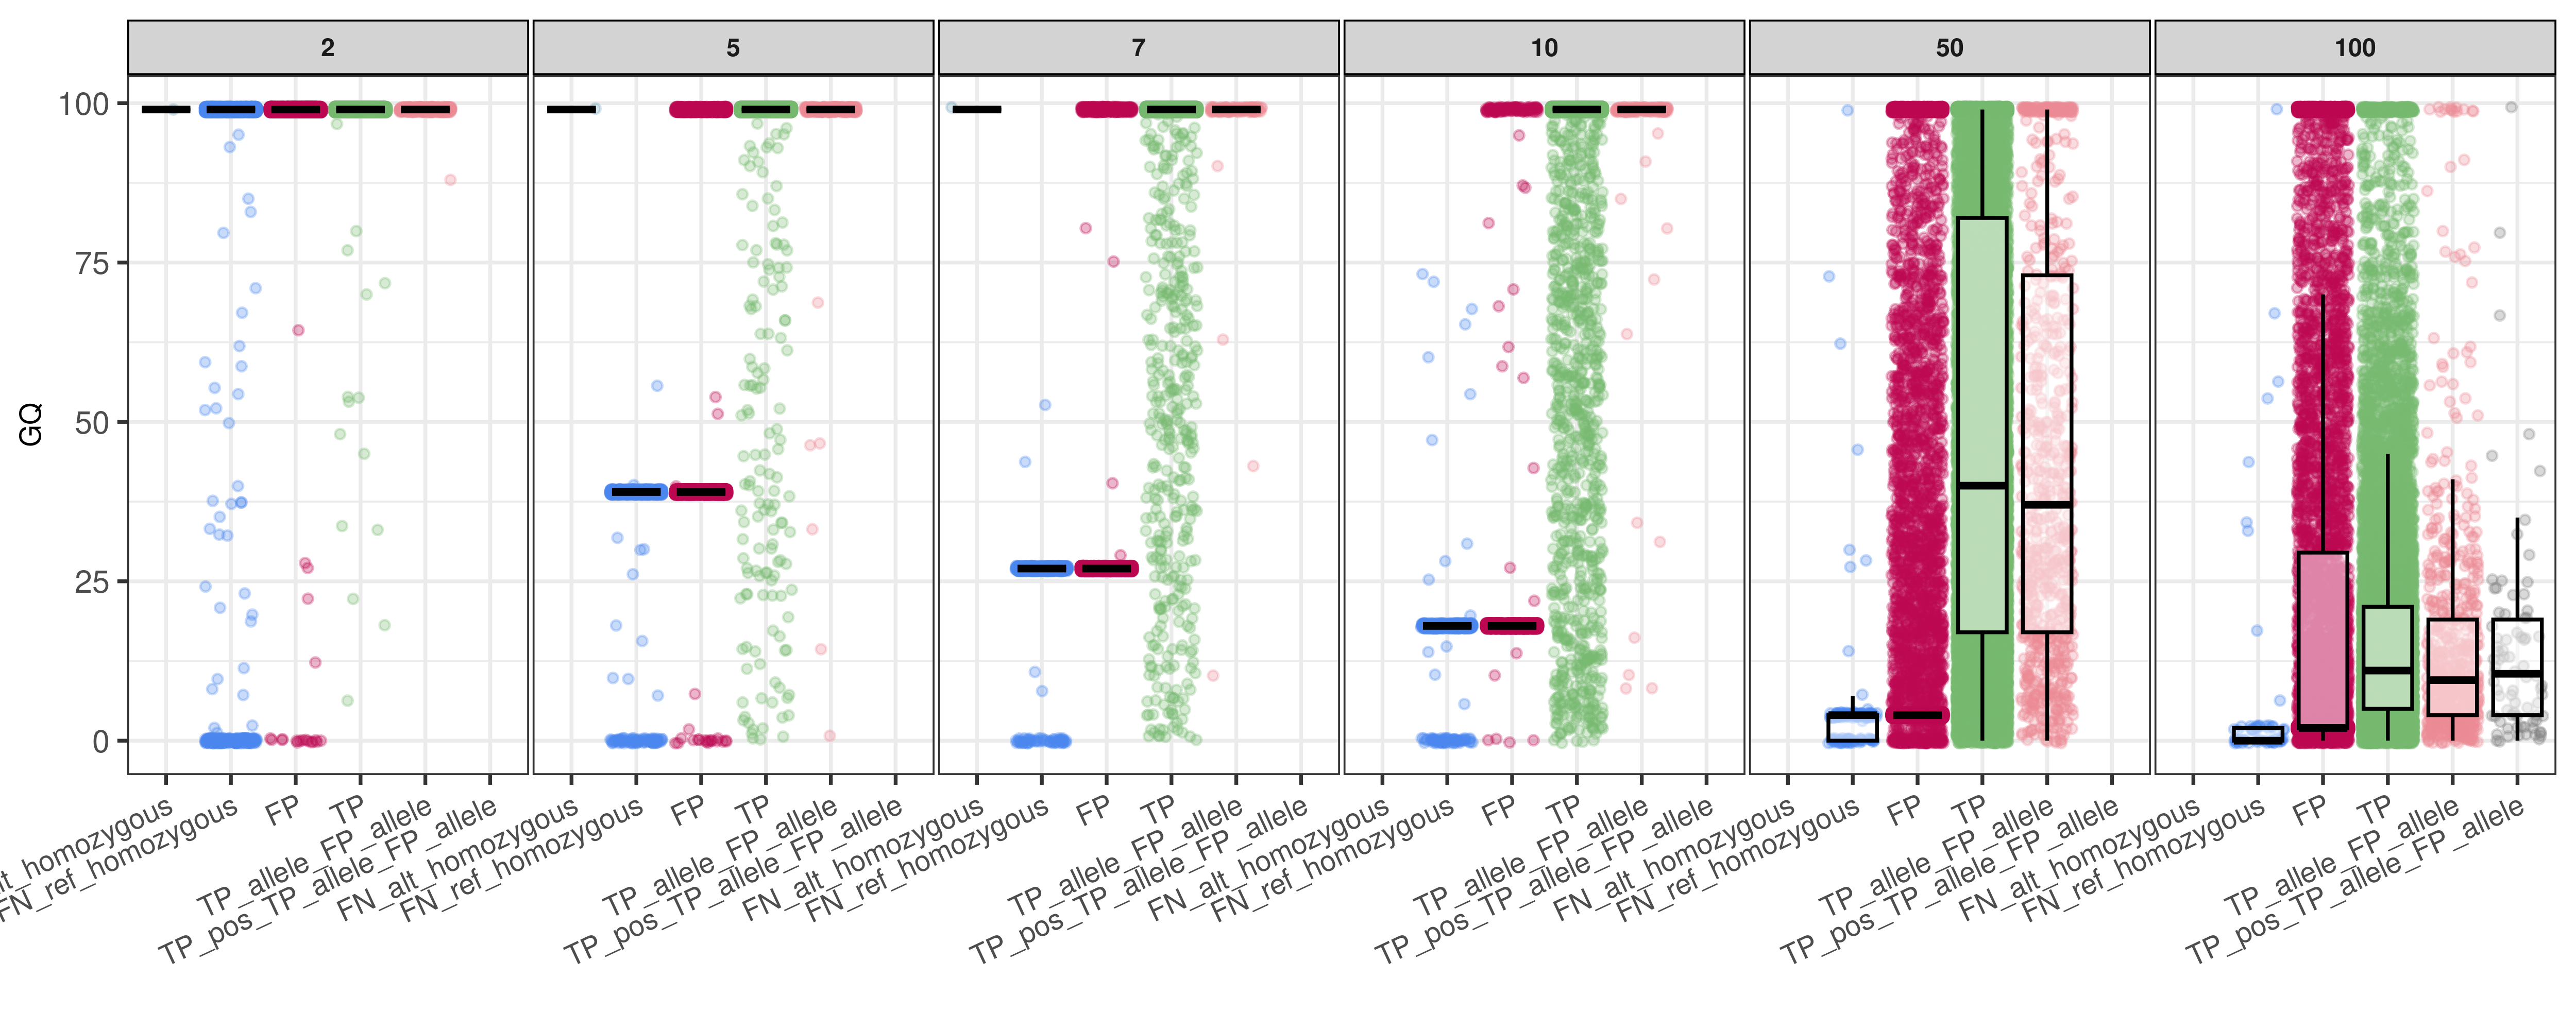 2 5 7 10 50 100
GQ
100
75
50
25
0
lt_homozygous FN_ref_homozygous FP TP TP_allele_FP_allele TP_pos_TP_allele_FP_allele
FN_alt_homozygous FN_ref_homozygous FP TP TP_allele_FP_allele TP_pos_TP_allele_FP_allele
FN_alt_homozygous FN_ref_homozygous FP TP TP_allele_FP_allele TP_pos_TP_allele_FP_allele
FN_alt_homozygous FN_ref_homozygous FP TP TP_allele_FP_allele TP_pos_TP_allele_FP_allele
FN_alt_homozygous FN_ref_homozygous FP TP TP_allele_FP_allele TP_pos_TP_allele_FP_allele
FN_alt_homozygous FN_ref_homozygous FP TP TP_allele_FP_allele TP_pos_TP_allele_FP_allele